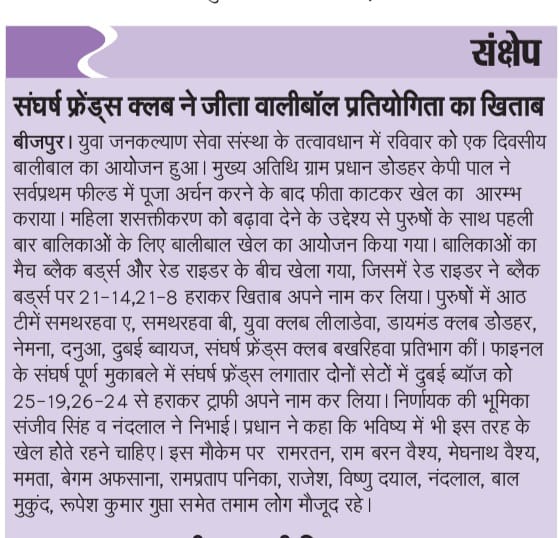 संक्षेप
संघर्ष फ्रेंड्स क्लब ने जीता वालीबॉल प्रतियोगिता का खिताब
बीजपुर। युवा जनकल्याण सेवा संस्था के तत्वावधान में रविवार को एक दिवसीय
बालीबाल का आयोजन हुआ। मुख्य अतिथि ग्राम प्रधान डोडहर केपी पाल ने
सर्वप्रथम फील्ड में पूजा अर्चन करने के बाद फीता काटकर खेल का आरम्भ
कराया। महिला शसक्तीकरण को बढ़ावा देने के उद्देश्य से पुरुषों के साथ पहली
बार बालिकाओं के लिए बालीबाल खेल का आयोजन किया गया। बालिकाओं का
मैच ब्लैक बर्ड्स और रेड राइडर के बीच खेला गया, जिसमें रेड राइडर ने ब्लैक
बर्ड्स पर 21-14,21-8 हराकर खिताब अपने नाम कर लिया। पुरुषों में आठ
टीमें समथरहवा ए, समथरहवा बी, युवा क्लब लीलाडेवा, डायमंड क्लब डोडहर,
नेमना, दनुआ, दुबई ब्वायज, संघर्ष फ्रेंड्स क्लब बखरिहवा प्रतिभाग कीं। फाइनल
के संघर्ष पूर्ण मुकाबले में संघर्ष फ्रेंड्स लगातार दोनों सेटों में दुबई ब्यॉज को
25-19,26-24 से हराकर ट्राफी अपने नाम कर लिया। निर्णायक की भूमिका
संजीव सिंह व नंदलाल ने निभाई। प्रधान ने कहा कि भविष्य में भी इस तरह के
खेल होते रहने चाहिए। इस मौकेम पर रामरतन, राम बरन वैश्य, मेघनाथ वैश्य,
ममता, बेगम अफसाना, रामप्रताप पनिका, राजेश, विष्णु दयाल, नंदलाल, बाल
मुकुंद, रूपेश कुमार गुप्ता समेत तमाम लोग मौजूद रहे।